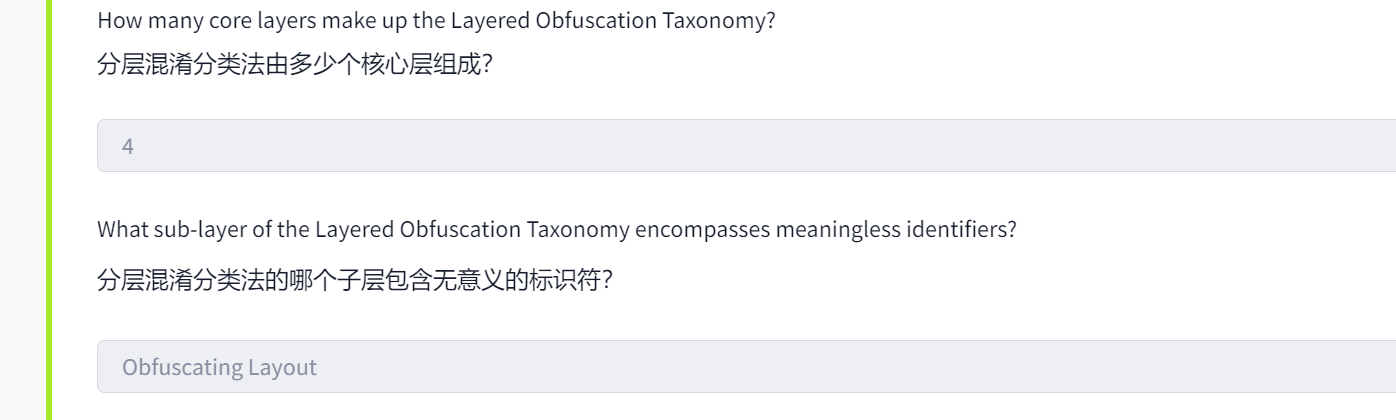 How many core layers make up the Layered Obfuscation Taxonomy?
分层混淆分类法由多少个核心层组成？
4
What sub-layer of the Layered Obfuscation Taxonomy encompasses meaningless identifiers?
分层混淆分类法的哪个子层包含无意义的标识符？
Obfuscating Layout